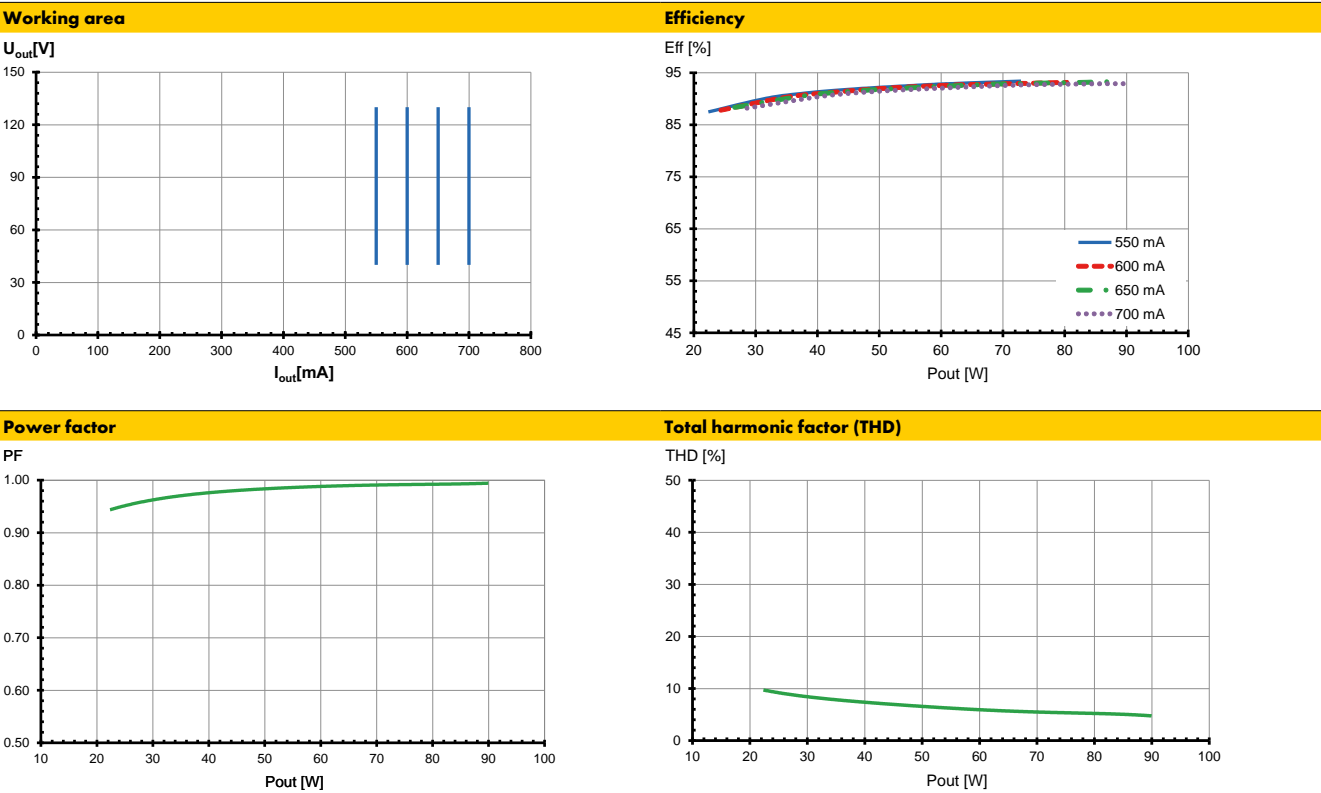 Working area
U_out[V]
150
120
90
60
30
0
0 100 200 300 400 500 600 700 800
I_out[mA]
Efficiency
Eff [%]
95
85
75
65
55
45
550 mA
600 mA
650 mA
700 mA
20 30 40 50 60 70 80 90 100
Pout [W]
Power factor
PF
1.00
0.90
0.80
0.70
0.60
0.50
10 20 30 40 50 60 70 80 90 100
Pout [W]
Total harmonic factor (THD)
THD [%]
50
40
30
20
10
0
10 20 30 40 50 60 70 80 90 100
Pout [W]